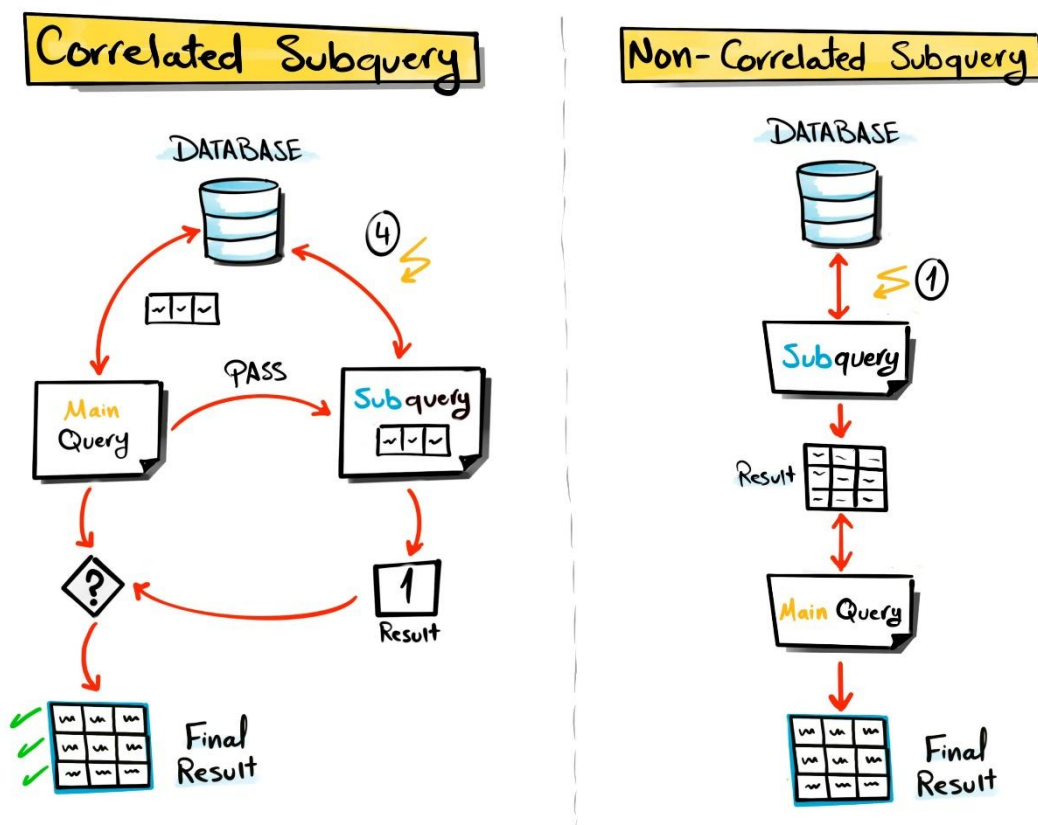 Correlated Subquery
DATABASE
4
PASS
Main
Query
Subquery
?
1
Result
Final
Result
Non-Correlated Subquery
DATABASE
1
Subquery
Result
Main Query
Final
Result